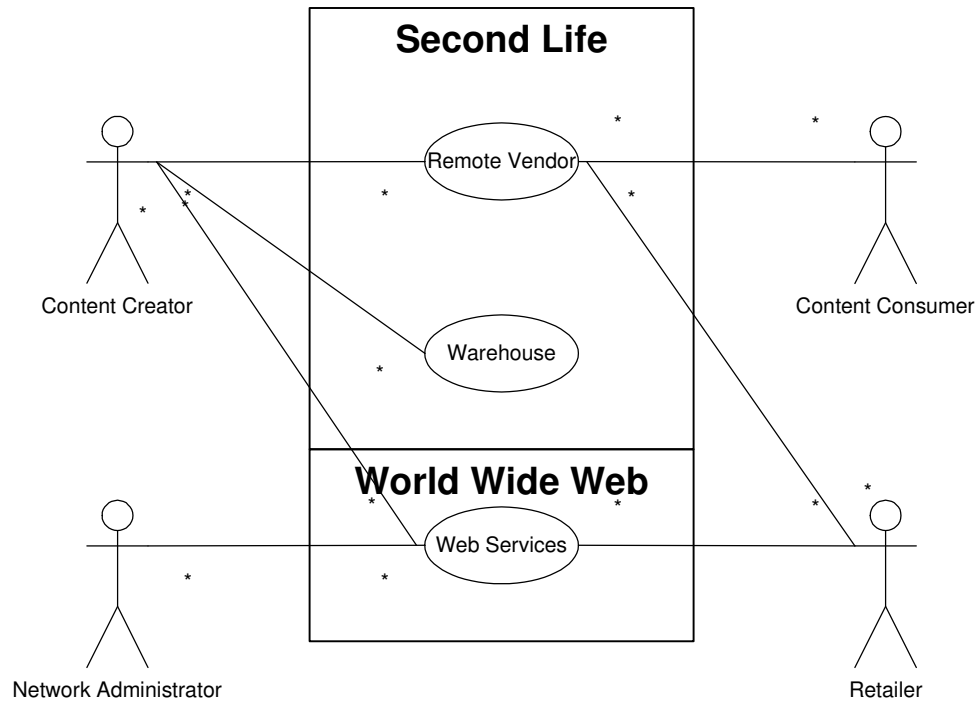 Second Life
* *
Remote Vendor
* * * *
* *
Content Creator
Content Consumer
Warehouse
*
World Wide Web
*
* * *
Web Services
* *
Network Administrator
Retailer